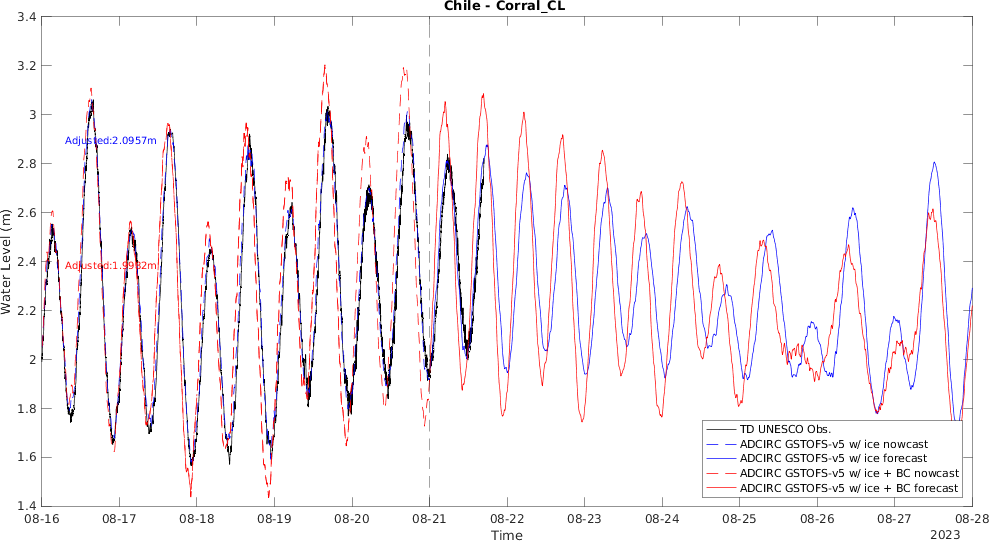 Chile - Corral_CL
3.4
3.2
3
2.8
2.6
2.4
2.2
2
1.8
1.6
1.4
Water Level (m)
Adjusted:2.0957m
Adjusted:1.9982m
TD UNESCO Obs.
ADCIRC GSTOFS-v5 w/ ice nowcast
ADCIRC GSTOFS-v5 w/ ice forecast
ADCIRC GSTOFS-v5 w/ ice + BC nowcast
ADCIRC GSTOFS-v5 w/ ice + BC forecast
08-16 08-17 08-18 08-19 08-20 08-21 08-22 08-23 08-24 08-25 08-26 08-27 08-28
Time
2023